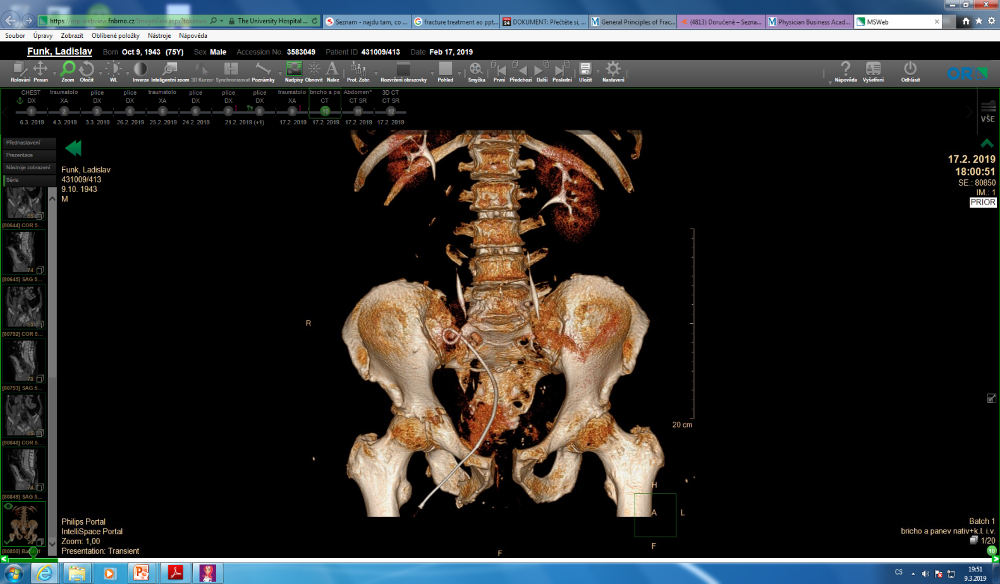 https://mp-webview.fnbrno.cz/ImageView.aspx?token=e
The University Hospital ...
Seznam - najdu tam, co ...
fracture treatment ao ppt...
DOKUMENT: Přečtěte si, ...
General Principles of Frac...
(4813) Doručené – Sezna...
Physician Business Acad...
MSWeb
Soubor Úpravy Zobrazit Oblíbené položky Nástroje Nápověda
Funk, Ladislav Born Oct 9, 1943 (75Y) Sex Male Accession No. 3583049 Patient ID 431009/413 Date Feb 17, 2019
Rolování Posun Zoom Otočit WL Inverze Inteligentní zoom 3D Kurzor Synchronizovat Poznámky Nadpisy Obnovit Nalez Prot. Zobr. Rozvržení obrazovky Pohled Smyčka První Předchozí Další Poslední Uložit Nastavení Nápověda Vyšetření Odhlásit
CHEST traumatolo plice plice traumatolo plice plice plice traumatolo bricho a pa Abdomen^ 3D CT
DX XA DX DX XA DX DX DX XA CT CT SR CT SR
1 2 3 4 5 6 7 8 9 10 11 12
6.3. 2019 4.3. 2019 3.3. 2019 26.2. 2019 25.2. 2019 24.2. 2019 21.2. 2019 (+1) 17.2. 2019 17.2. 2019 17.2. 2019 17.2. 2019
VŠE
Přednastavení
Prezentace
Nástroje zobrazení
Série
55
[80644] COR 5...
74
[80645] SAG 5...
53
[80792] COR 5...
73
[80793] SAG 5...
55
[80848] COR 5...
74
[80849] SAG 5...
20
[80850] Batch 1
Funk, Ladislav
431009/413
9.10. 1943
M
17.2. 2019
18:00:51
SE.: 80850
IM.: 1
PRIOR
R
20 cm
H
A
L
F
F
Philips Portal
IntelliSpace Portal
Zoom: 1,00
Presentation: Transient
Batch 1
bricho a panev nativ+k.l. i.v.
1/20
10
CS
19:51
9.3.2019